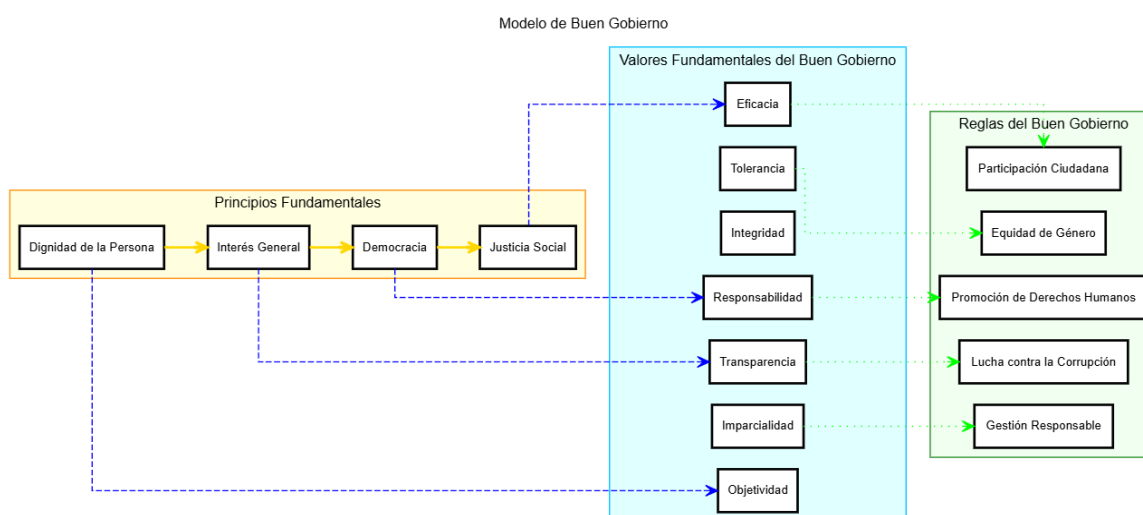 Modelo de Buen Gobierno
Principios Fundamentales
Dignidad de la Persona
Interés General
Democracia
Justicia Social
Valores Fundamentales del Buen Gobierno
Eficacia
Tolerancia
Integridad
Responsabilidad
Transparencia
Imparcialidad
Objetividad
Reglas del Buen Gobierno
Participación Ciudadana
Equidad de Género
Promoción de Derechos Humanos
Lucha contra la Corrupción
Gestión Responsable